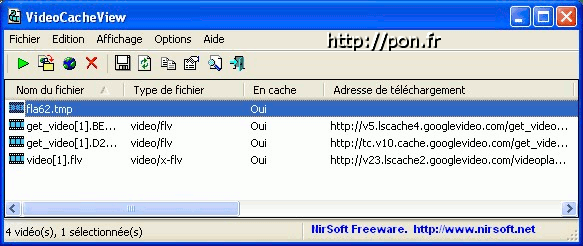 VideoCacheView
Fichier Edition Affichage Options Aide
http://pon.fr
Nom du fichier Type de fichier En cache Adresse de téléchargement
fla62.tmp Oui
get_video[1].BE... video/flv Oui http://v5.lscache4.googlevideo.com/get_video...
get_video[1].D2... video/flv Oui http://tc.v10.cache.googlevideo.com/get_vide...
video[1].flv video/x-flv Oui http://v23.lscache2.googlevideo.com/videopla...
4 vidéo(s), 1 sélectionnée(s) NirSoft Freeware. http://www.nirsoft.net